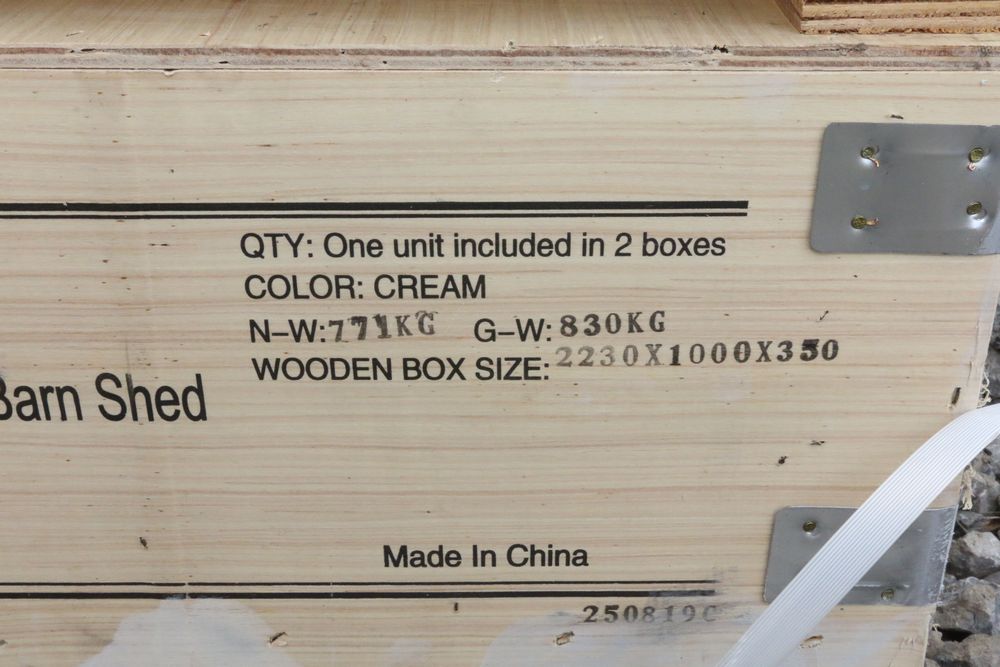 QTY: One unit included in 2 boxes
COLOR: CREAM
N-W:771KG G-W: 830KG
WOODEN BOX SIZE: 2230X1000X350
Barn Shed
Made In China
250819C